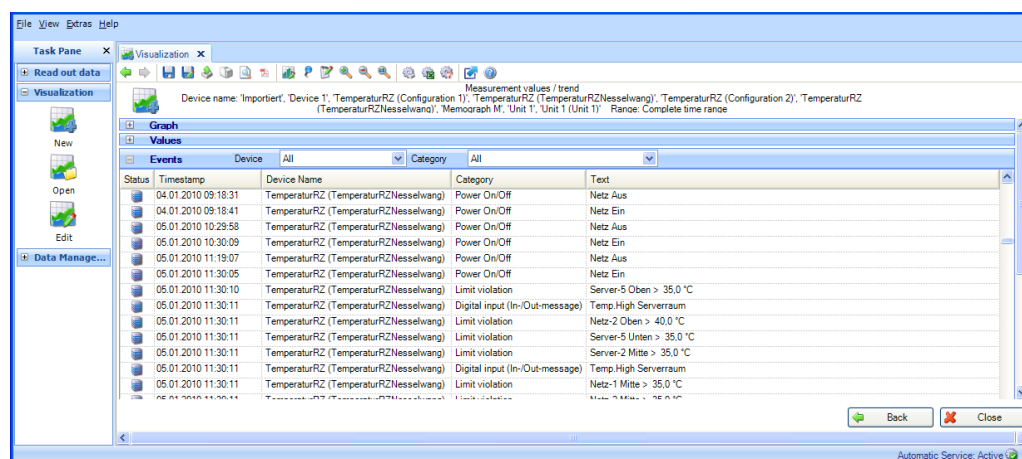 File View Extras Help
Task Pane X
Visualization X
Read out data
Visualization
New
Open
Edit
Data Manage...
Measurement values / trend
Device name: 'Importiert', 'Device 1', 'TemperaturRZ (Configuration 1)', 'TemperaturRZ (TemperaturRZNesselwang)', 'TemperaturRZ (Configuration 2)', 'TemperaturRZ
(TemperaturRZNesselwang)', 'Memograph M', 'Unit 1', 'Unit 1 (Unit 1)' Range: Complete time range
Graph
Values
Events Device All Category All
Status Timestamp Device Name Category Text
04.01.2010 09:18:31 TemperaturRZ (TemperaturRZNesselwang) Power On/Off Netz Aus
04.01.2010 09:18:41 TemperaturRZ (TemperaturRZNesselwang) Power On/Off Netz Ein
05.01.2010 10:29:58 TemperaturRZ (TemperaturRZNesselwang) Power On/Off Netz Aus
05.01.2010 10:30:09 TemperaturRZ (TemperaturRZNesselwang) Power On/Off Netz Ein
05.01.2010 11:19:07 TemperaturRZ (TemperaturRZNesselwang) Power On/Off Netz Aus
05.01.2010 11:30:05 TemperaturRZ (TemperaturRZNesselwang) Power On/Off Netz Ein
05.01.2010 11:30:10 TemperaturRZ (TemperaturRZNesselwang) Limit violation Server-5 Oben > 35,0 °C
05.01.2010 11:30:11 TemperaturRZ (TemperaturRZNesselwang) Digital input (In-/Out-message) Temp.High Serverraum
05.01.2010 11:30:11 TemperaturRZ (TemperaturRZNesselwang) Limit violation Netz-2 Oben > 40,0 °C
05.01.2010 11:30:11 TemperaturRZ (TemperaturRZNesselwang) Limit violation Server-5 Unten > 35,0 °C
05.01.2010 11:30:11 TemperaturRZ (TemperaturRZNesselwang) Limit violation Server-2 Mitte > 35,0 °C
05.01.2010 11:30:11 TemperaturRZ (TemperaturRZNesselwang) Digital input (In-/Out-message) Temp.High Serverraum
05.01.2010 11:30:11 TemperaturRZ (TemperaturRZNesselwang) Limit violation Netz-1 Mitte > 35,0 °C
Back Close
Automatic Service: Active